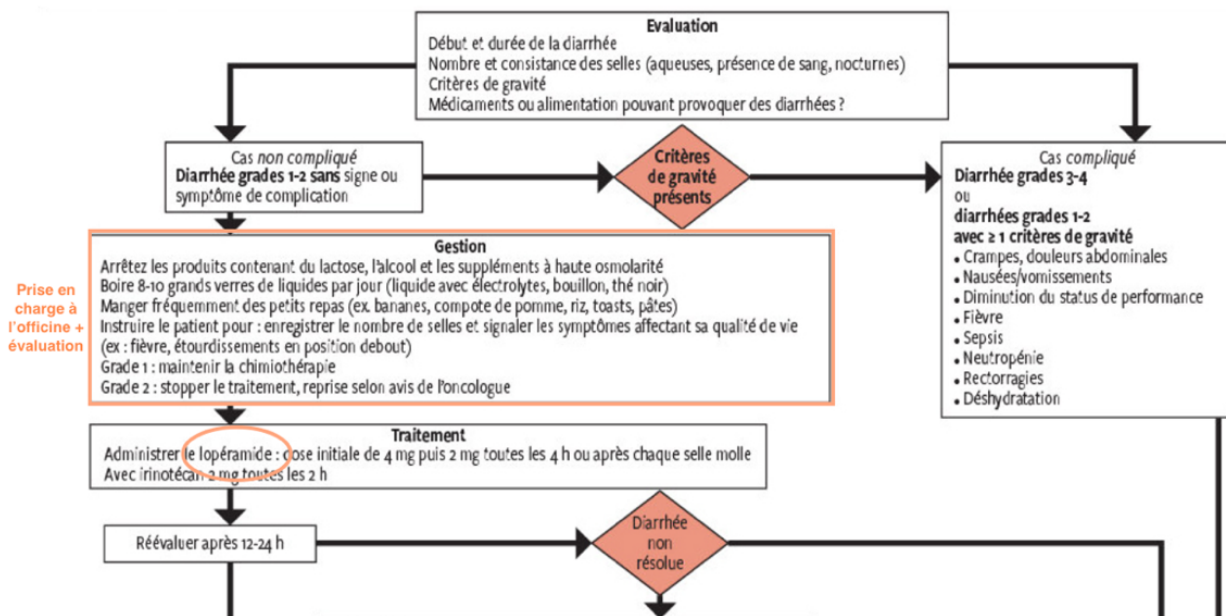 Evaluation
Début et durée de la diarrhée
Nombre et consistance des selles (aqueuses, présence de sang, nocturnes)
Critères de gravité
Médicaments ou alimentation pouvant provoquer des diarrhées ?
Cas non compliqué
Diarrhée grades 1-2 sans signe ou
symptôme de complication
Critères
de gravité
présents
Cas compliqué
Diarrhée grades 3-4
ou
diarrhées grades 1-2
avec ≥ 1 critères de gravité
• Crampes, douleurs abdominales
• Nausées/vomissements
• Diminution du status de performance
• Fièvre
• Sepsis
• Neutropénie
• Rectorragies
• Déshydratation
Prise en
charge à
l'officine +
évaluation
Gestion
Arrêtez les produits contenant du lactose, l'alcool et les suppléments à haute osmolarité
Boire 8-10 grands verres de liquides par jour (liquide avec électrolytes, bouillon, thé noir)
Manger fréquemment des petits repas (ex. bananes, compote de pomme, riz, toasts, pâtes)
Instruire le patient pour : enregistrer le nombre de selles et signaler les symptômes affectant sa qualité de vie
(ex : fièvre, étourdissements en position debout)
Grade 1 : maintenir la chimiothérapie
Grade 2 : stopper le traitement, reprise selon avis de l'oncologue
Traitement
Administrer le lopéramide : dose initiale de 4 mg puis 2 mg toutes les 4 h ou après chaque selle molle
Avec irinotécan 2 mg toutes les 2 h
Réévaluer après 12-24 h
Diarrhée
non
résolue